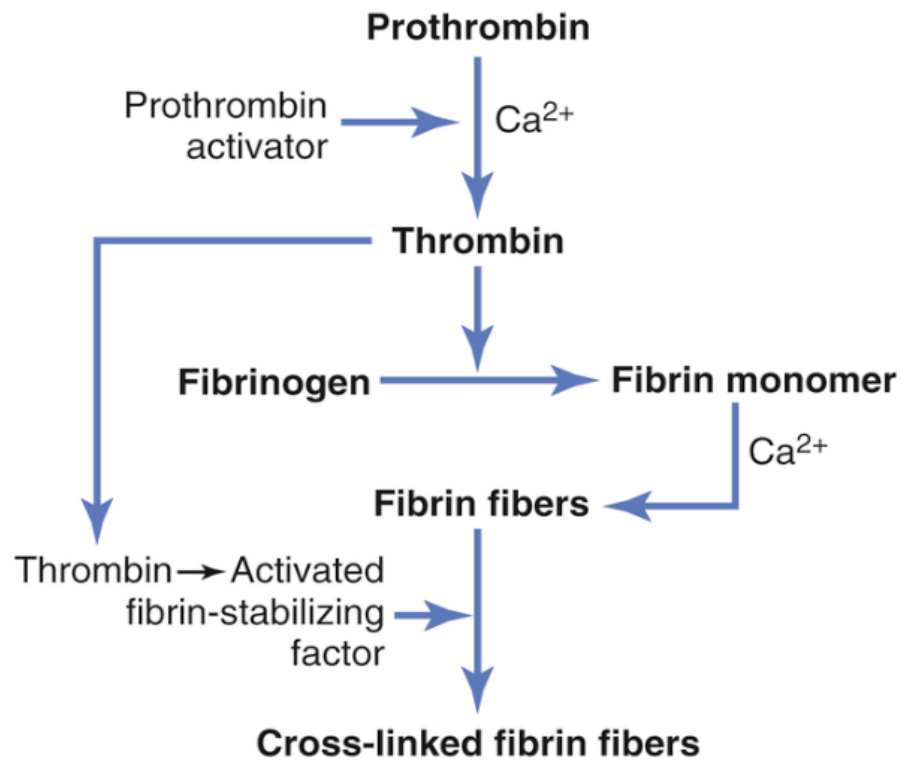 Prothrombin
Prothrombin
activator
Ca²⁺
Thrombin
Fibrinogen
Fibrin monomer
Ca²⁺
Fibrin fibers
Thrombin → Activated
fibrin-stabilizing
factor
Cross-linked fibrin fibers